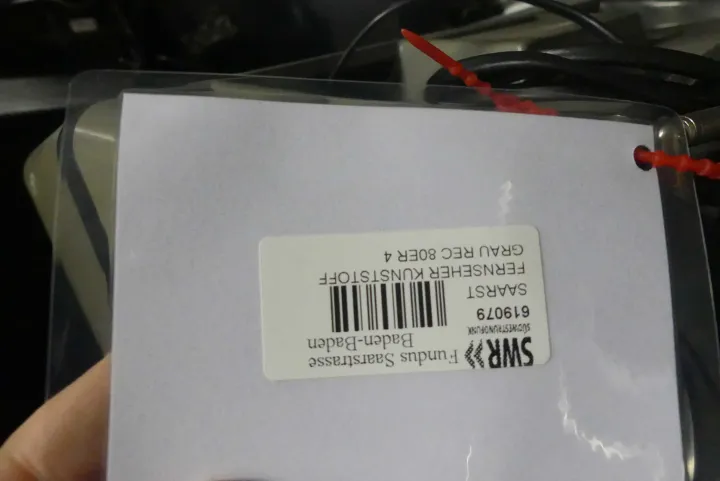 SWR Fundus Saarstrasse
SÜDWESTRUNDFUNK Baden-Baden
619079
SAARST
FERNSEHER KUNSTSTOFF
GRAU REC 80ER 4